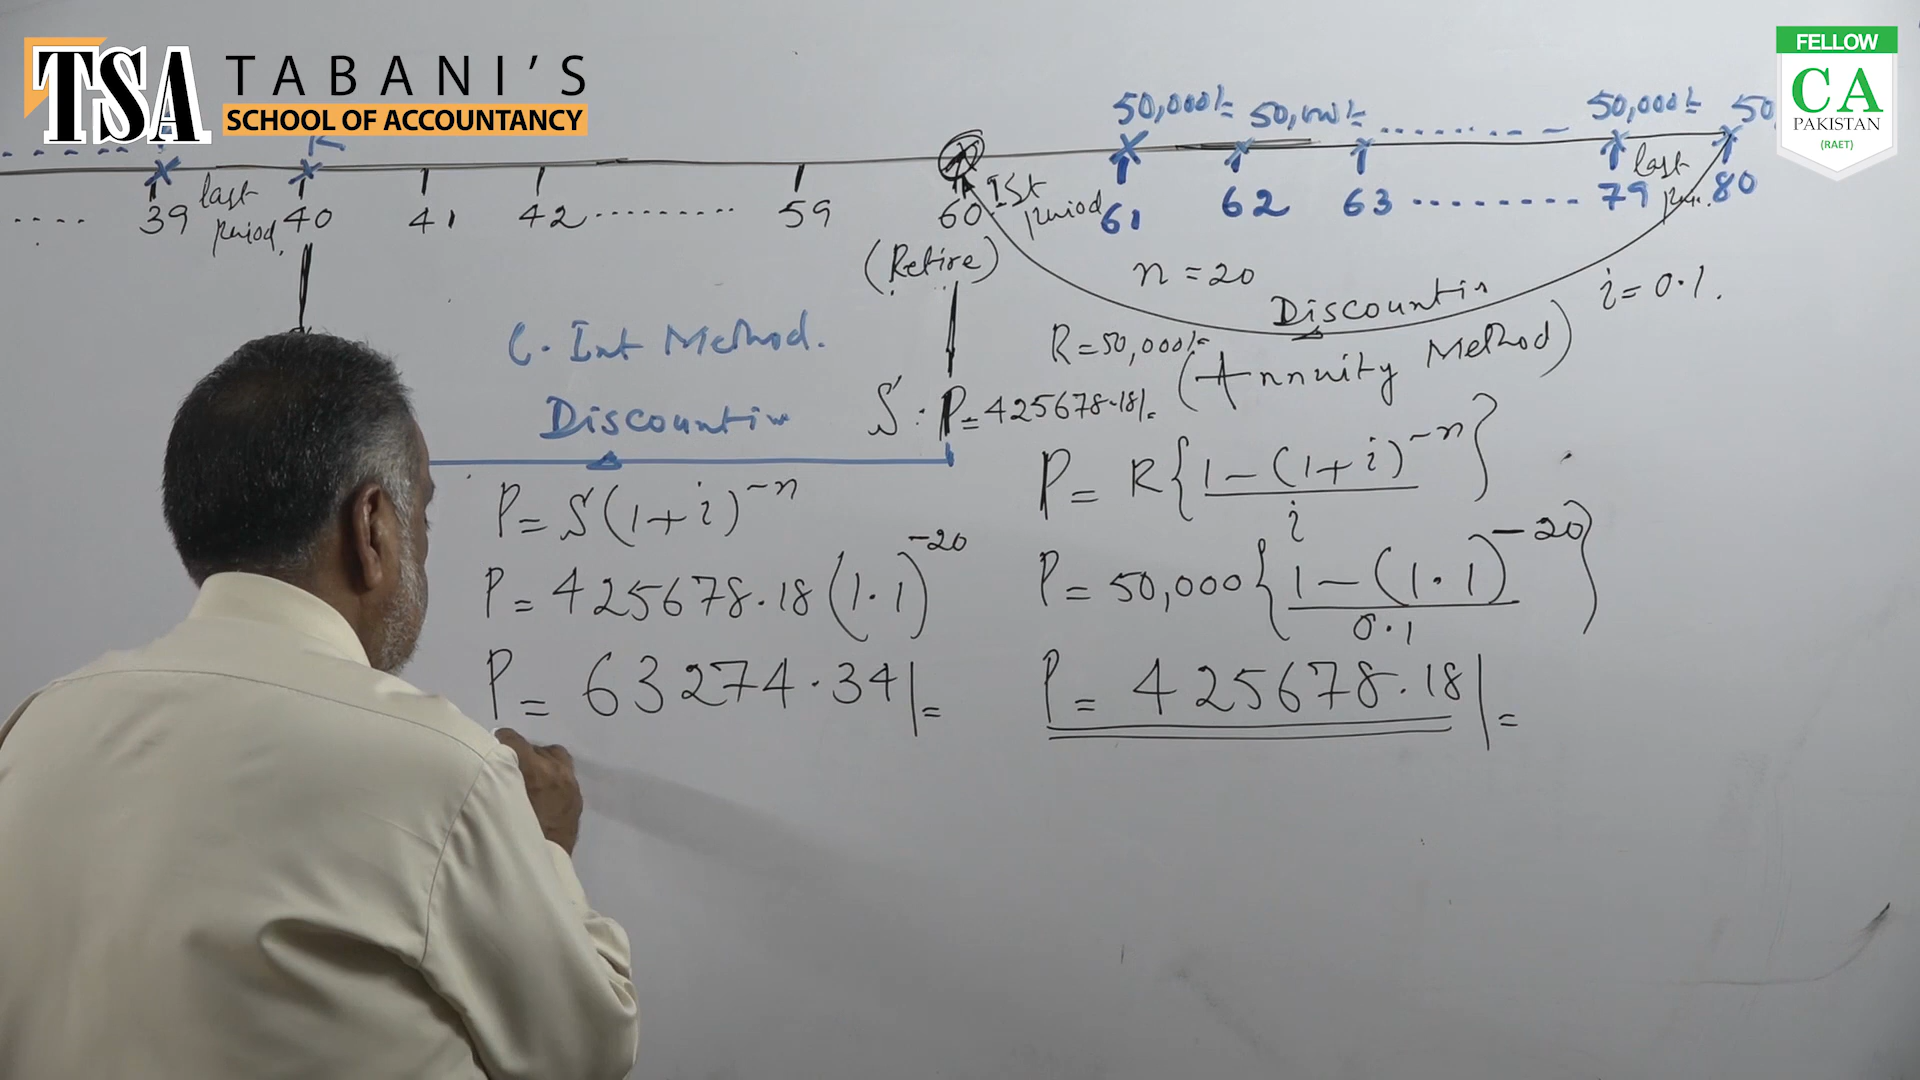 TSA TABANI'S
SCHOOL OF ACCOUNTANCY
FELLOW
CA
PAKISTAN
(RAET)
50,000/= 50,000/= ........ 50,000/= 50
.... 39 last period. 40 41 42 .......... 59 60 Ist period 61 62 63 ......... 79 last 80
(Retire)
n = 20
Discountin
i = 0.1.
C. Int Method.
R = 50,000/=
(Annuity Method)
Discountin
S : P = 425678.18/=
P = S(1+i)^-n
P = 425678.18(1.1)^-20
P = 63274.34/=
P = R{1-(1+i)^-n / i}
P = 50,000{1-(1.1)^-20 / 0.1}
P = 425678.18/=